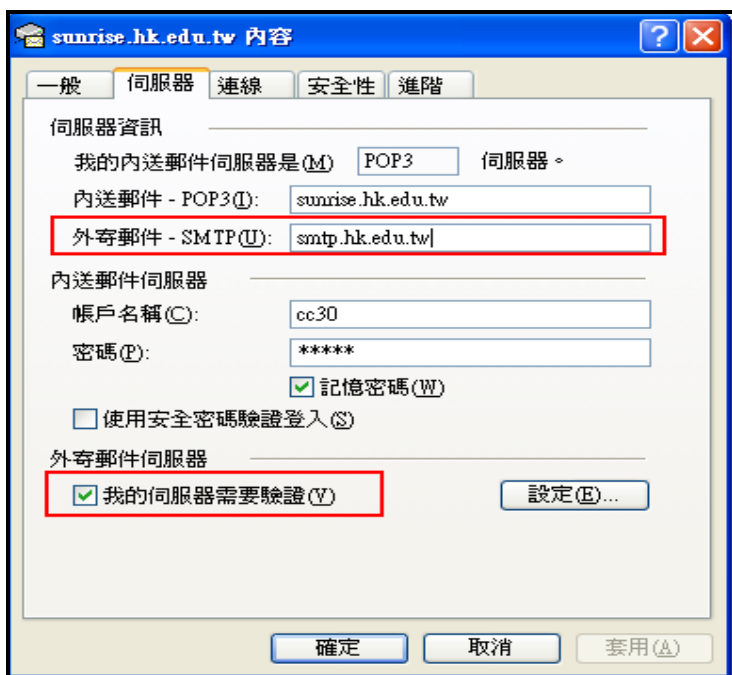 sunrise.hk.edu.tw 內容
一般 伺服器 連線 安全性 進階
伺服器資訊
我的內送郵件伺服器是(M) POP3 伺服器。
內送郵件 - POP3(I): sunrise.hk.edu.tw
外寄郵件 - SMTP(U): smtp.hk.edu.tw
內送郵件伺服器
帳戶名稱(C): cc30
密碼(P): *****
記憶密碼(W)
使用安全密碼驗證登入(S)
外寄郵件伺服器
我的伺服器需要驗證(V) 設定(E)...
確定 取消 套用(A)